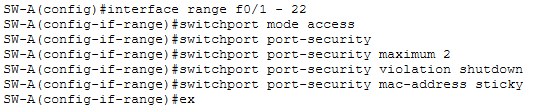 SW-A(config)#interface range f0/1 - 22
SW-A(config-if-range)#switchport mode access
SW-A(config-if-range)#switchport port-security
SW-A(config-if-range)#switchport port-security maximum 2
SW-A(config-if-range)#switchport port-security violation shutdown
SW-A(config-if-range)#switchport port-security mac-address sticky
SW-A(config-if-range)#ex